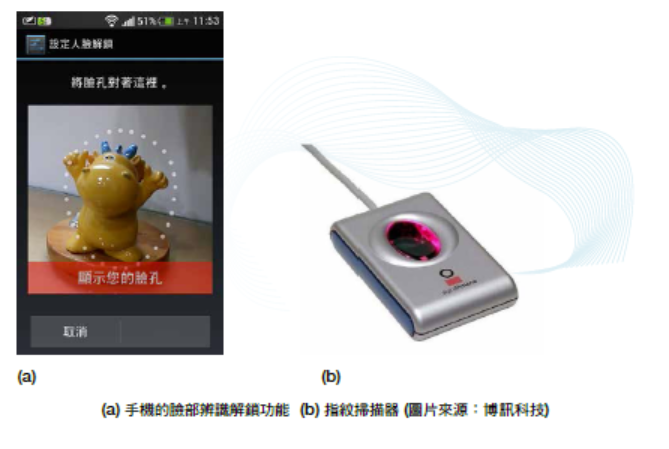 51% 上午 11:53
設定人臉解鎖
將臉孔對著這裡。
顯示您的臉孔
取消
(a)
(b)
(a) 手機的臉部辨識解鎖功能 (b) 指紋掃描器 (圖片來源：博訊科技)